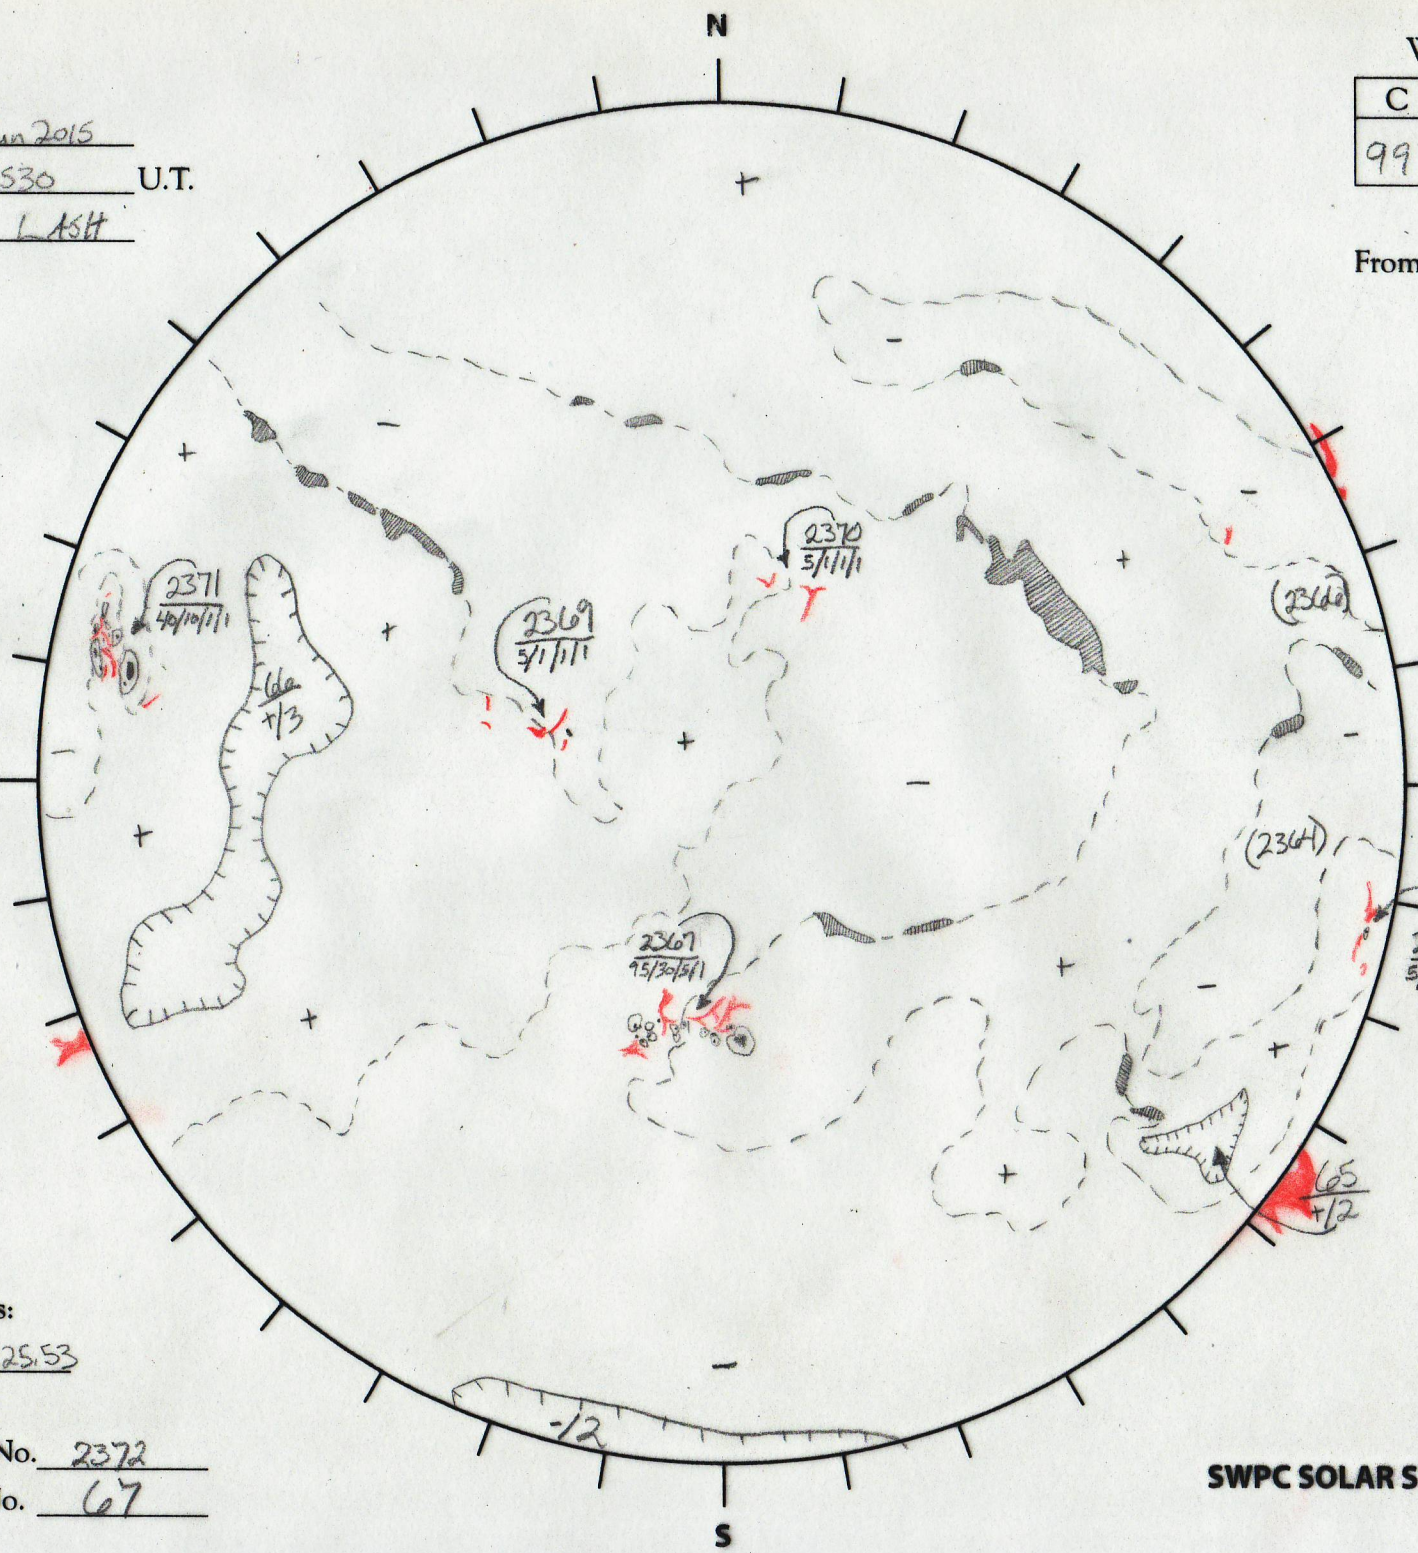 N
un 2015
C
530 U.T.
99
LASH
From
2370
5/1/1/1
2371
40/10/1/1
(2366)
2369
5/1/1/1
66
+/3
(2364)
2367
95/30/5/1
65
+/2
25.53
-/2
No. 2372
o. 67
SWPC SOLAR S
S